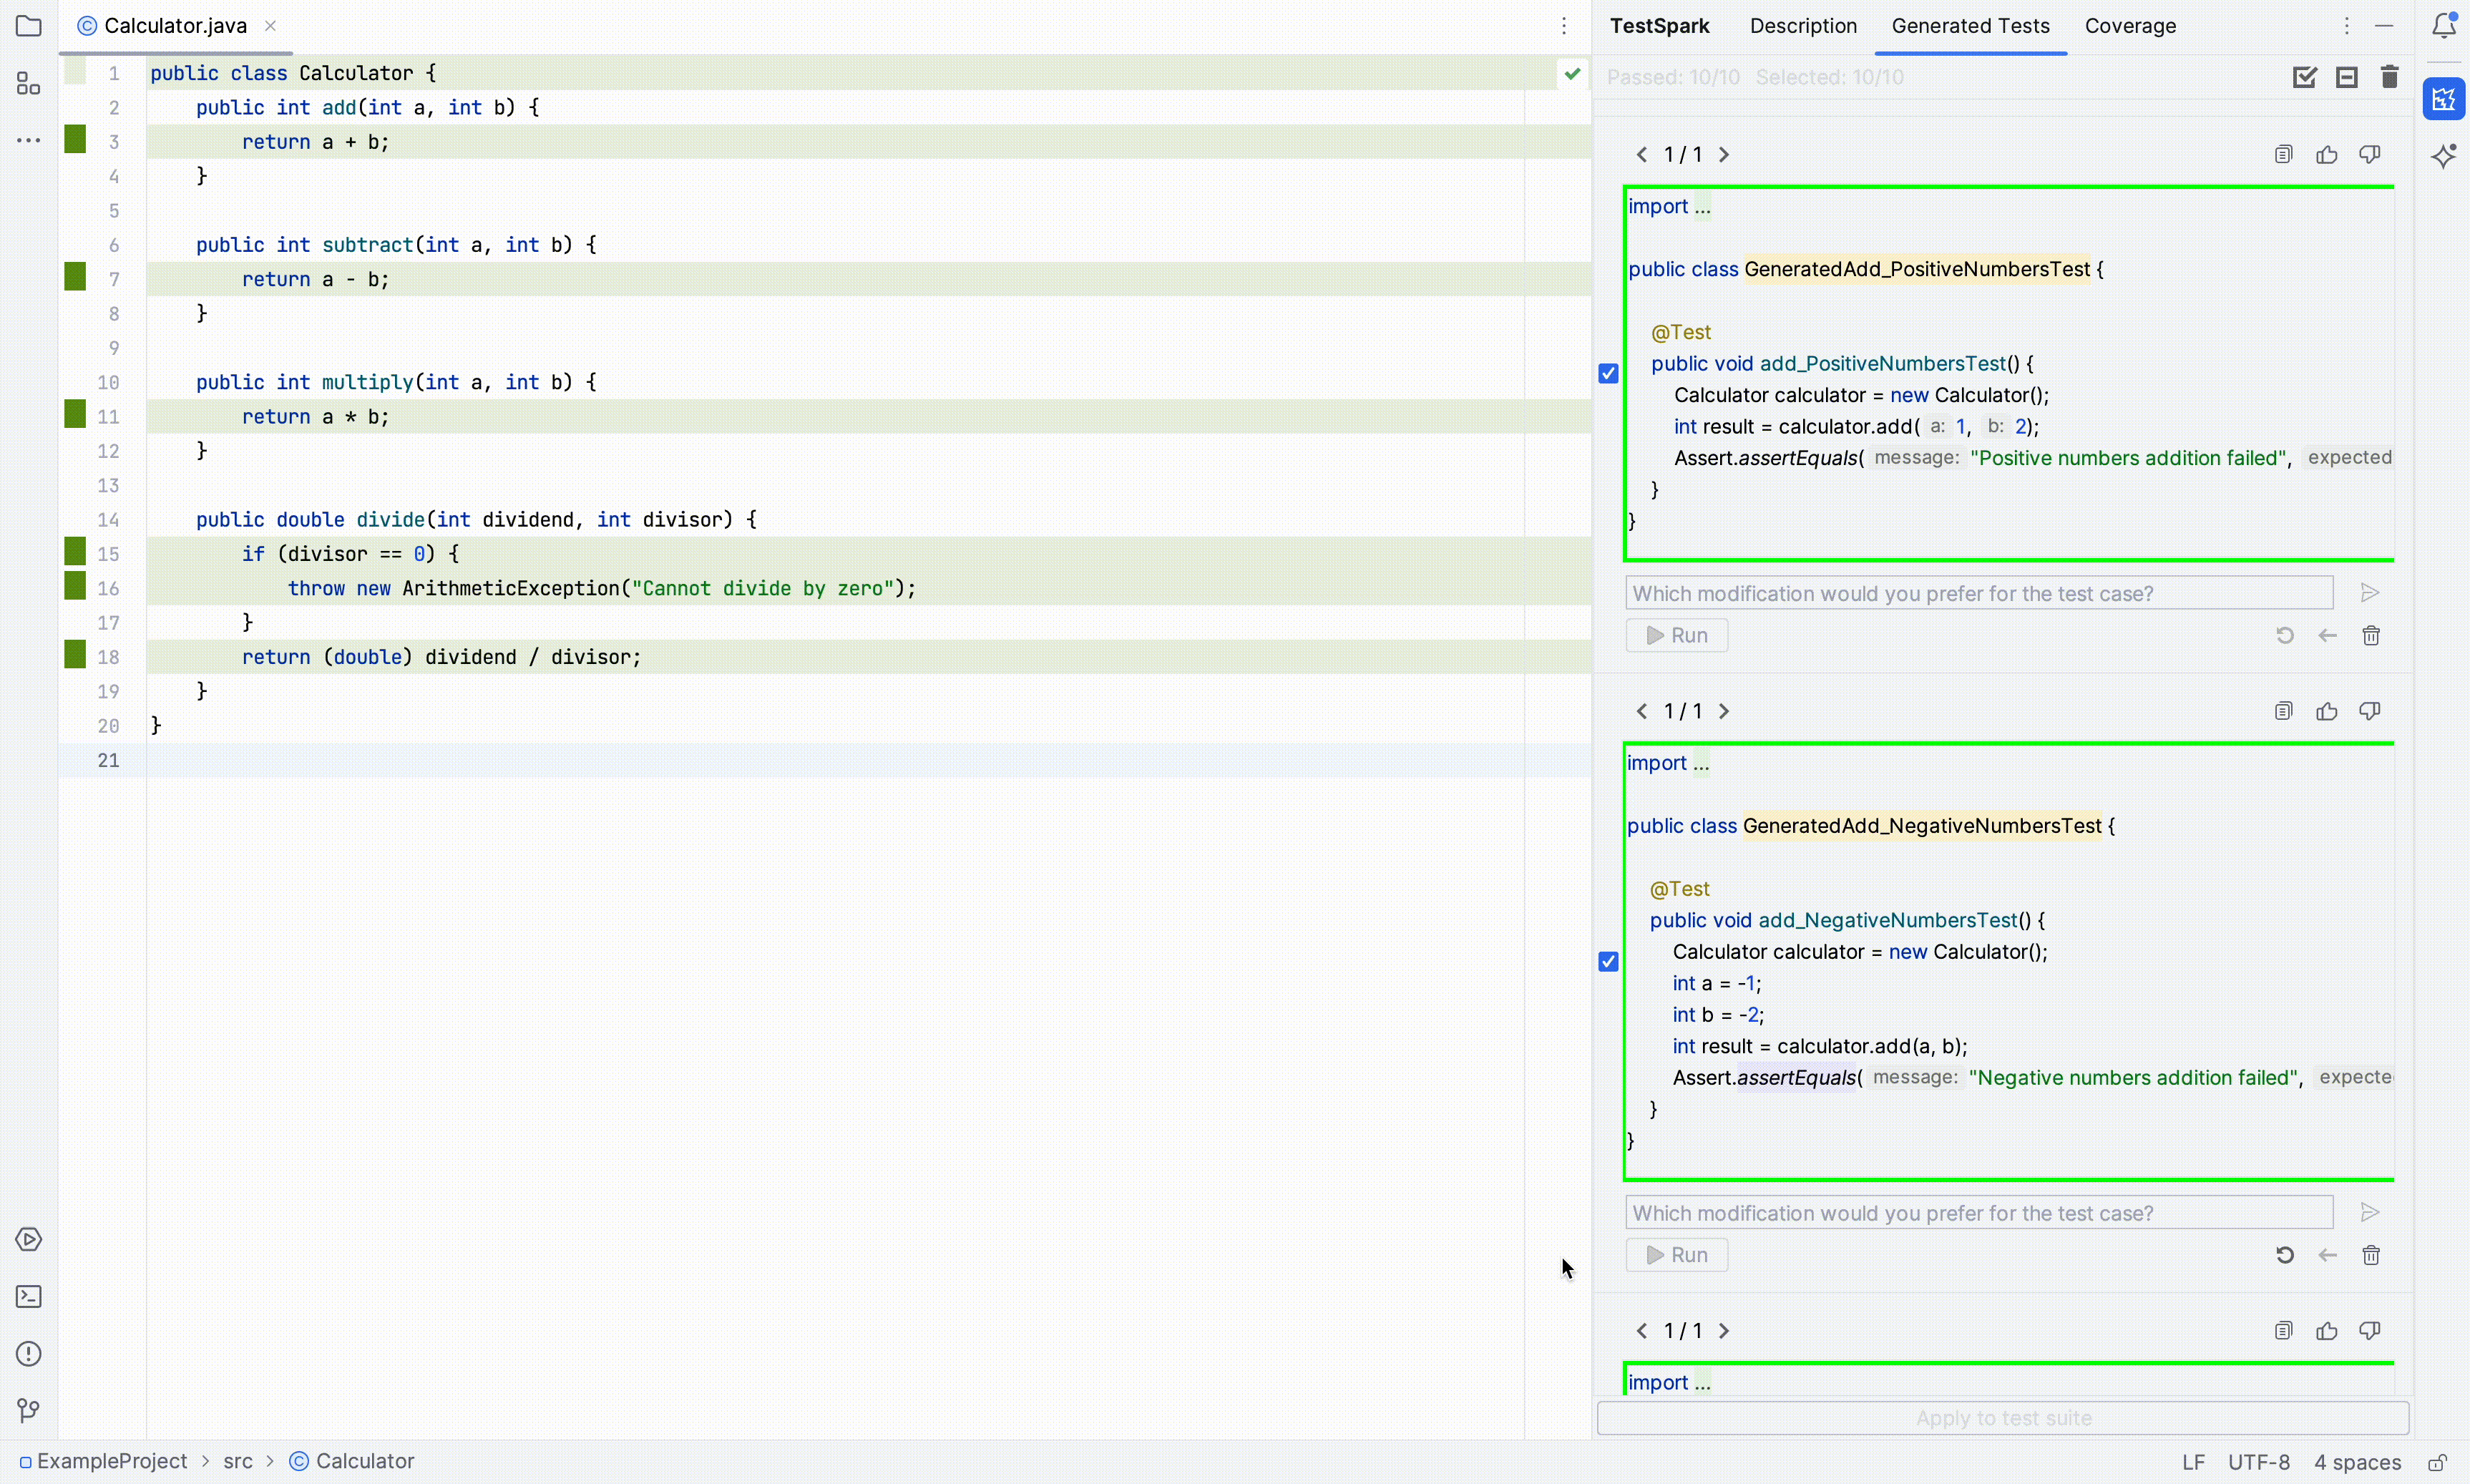 Calculator.java
1 public class Calculator {
2 public int add(int a, int b) {
3 return a + b;
4 }
5
6 public int subtract(int a, int b) {
7 return a - b;
8 }
9
10 public int multiply(int a, int b) {
11 return a * b;
12 }
13
14 public double divide(int dividend, int divisor) {
15 if (divisor == 0) {
16 throw new ArithmeticException("Cannot divide by zero");
17 }
18 return (double) dividend / divisor;
19 }
20 }
21
TestSpark Description Generated Tests Coverage
Passed: 10/10 Selected: 10/10
1 / 1
import ...
public class GeneratedAdd_PositiveNumbersTest {
@Test
public void add_PositiveNumbersTest() {
Calculator calculator = new Calculator();
int result = calculator.add( a: 1, b: 2);
Assert.assertEquals( message: "Positive numbers addition failed", expected
}
}
Which modification would you prefer for the test case?
Run
1 / 1
import ...
public class GeneratedAdd_NegativeNumbersTest {
@Test
public void add_NegativeNumbersTest() {
Calculator calculator = new Calculator();
int a = -1;
int b = -2;
int result = calculator.add(a, b);
Assert.assertEquals( message: "Negative numbers addition failed", expecte
}
}
Which modification would you prefer for the test case?
Run
1 / 1
import ...
Apply to test suite
ExampleProject > src > Calculator
LF UTF-8 4 spaces